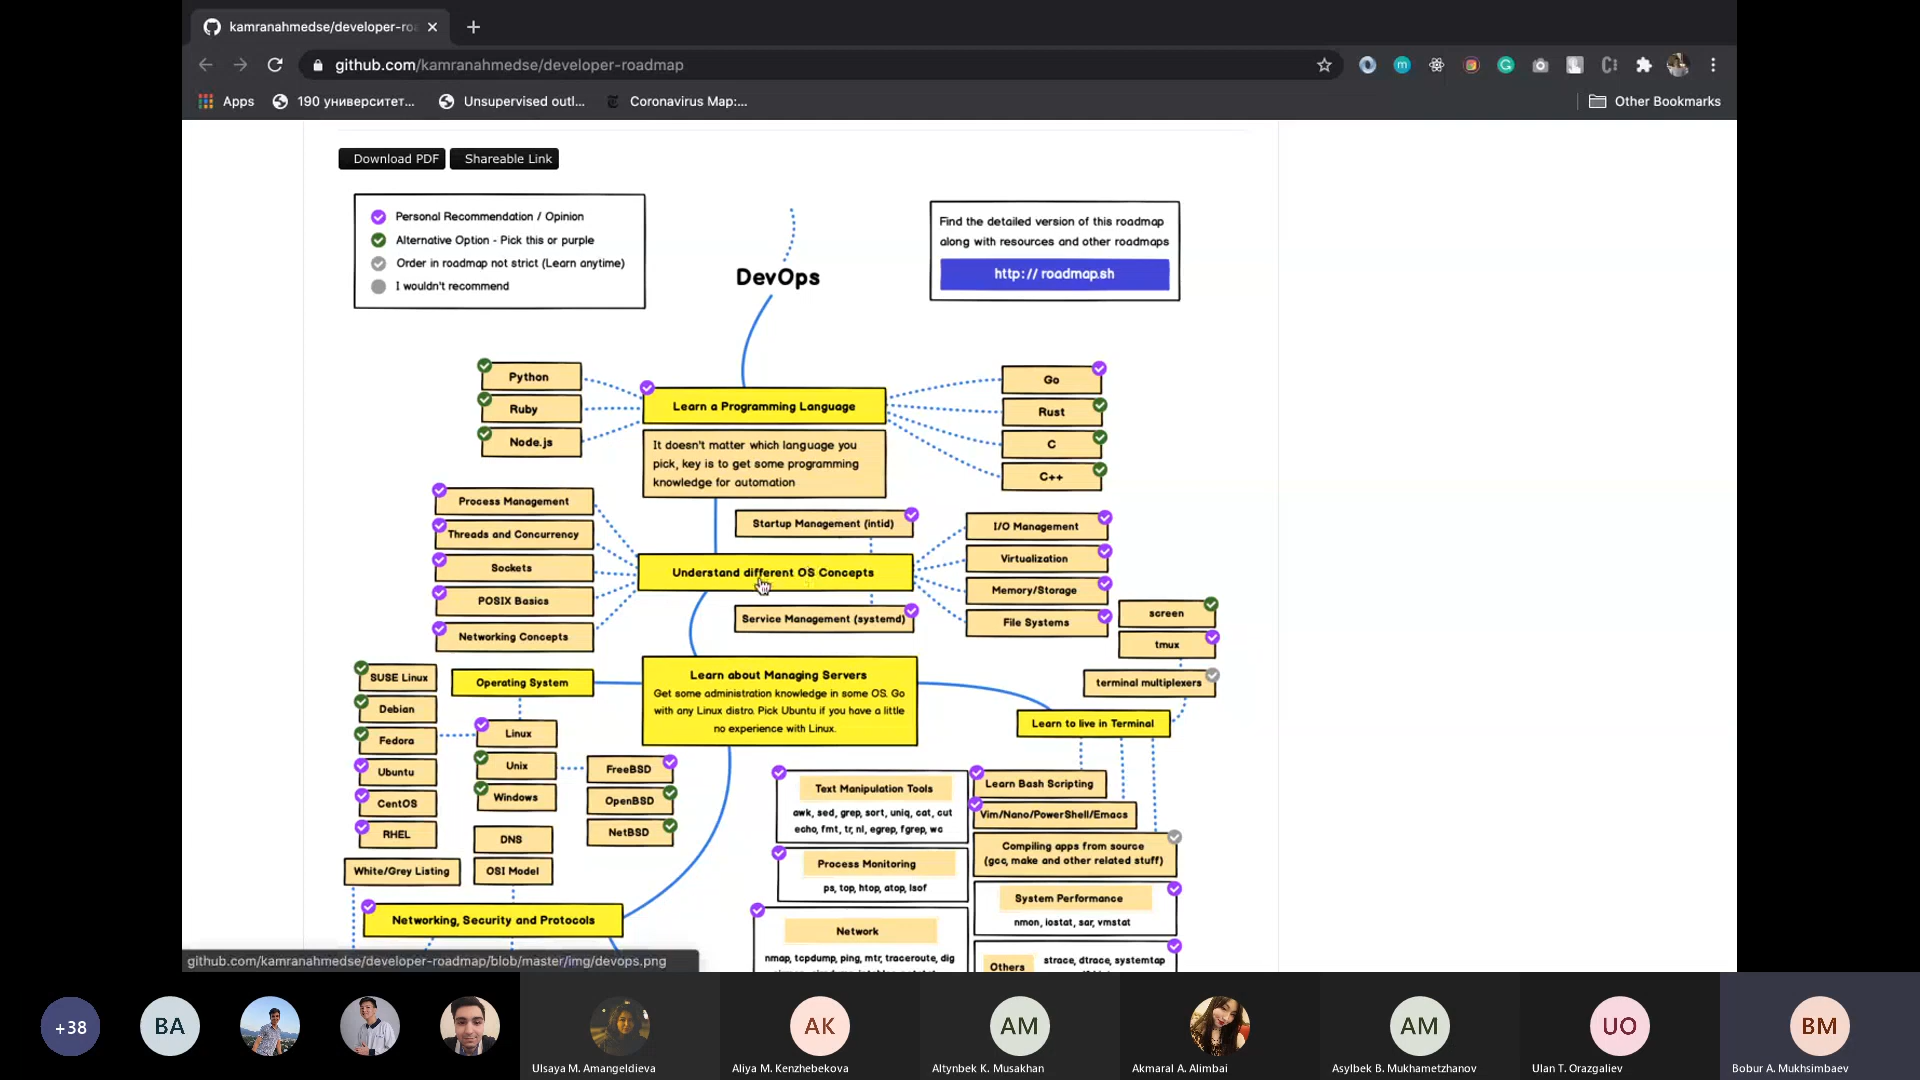 kamranahmedse/developer-roa
github.com/kamranahmedse/developer-roadmap
Apps
190 университет...
Unsupervised outl...
Coronavirus Map:...
Other Bookmarks
Download PDF
Shareable Link
Personal Recommendation / Opinion
Alternative Option - Pick this or purple
Order in roadmap not strict (Learn anytime)
I wouldn't recommend
DevOps
Find the detailed version of this roadmap
along with resources and other roadmaps
http:// roadmap.sh
Python
Ruby
Node.js
Learn a Programming Language
It doesn't matter which language you
pick, key is to get some programming
knowledge for automation
Go
Rust
C
C++
Process Management
Threads and Concurrency
Sockets
POSIX Basics
Networking Concepts
Startup Management (intid)
Understand different OS Concepts
Service Management (systemd)
I/O Management
Virtualization
Memory/Storage
File Systems
screen
tmux
terminal multiplexers
Learn to live in Terminal
SUSE Linux
Debian
Fedora
Ubuntu
CentOS
RHEL
Operating System
Linux
Unix
Windows
FreeBSD
OpenBSD
NetBSD
DNS
OSI Model
White/Grey Listing
Networking, Security and Protocols
Learn about Managing Servers
Get some administration knowledge in some OS. Go
with any Linux distro. Pick Ubuntu if you have a little
no experience with Linux.
Text Manipulation Tools
awk, sed, grep, sort, uniq, cat, cut
echo, fmt, tr, nl, egrep, fgrep, wc
Process Monitoring
ps, top, htop, atop, lsof
Network
nmap, tcpdump, ping, mtr, traceroute, dig
Learn Bash Scripting
Vim/Nano/PowerShell/Emacs
Compiling apps from source
(gcc, make and other related stuff)
System Performance
nmon, iostat, sar, vmstat
Others
strace, dtrace, systemtap
github.com/kamranahmedse/developer-roadmap/blob/master/img/devops.png
+38
BA
Ulsaya M. Amangeldieva
AK
Aliya M. Kenzhebekova
AM
Altynbek K. Musakhan
Akmaral A. Alimbai
AM
Asylbek B. Mukhametzhanov
UO
Ulan T. Orazgaliev
BM
Bobur A. Mukhsimbaev